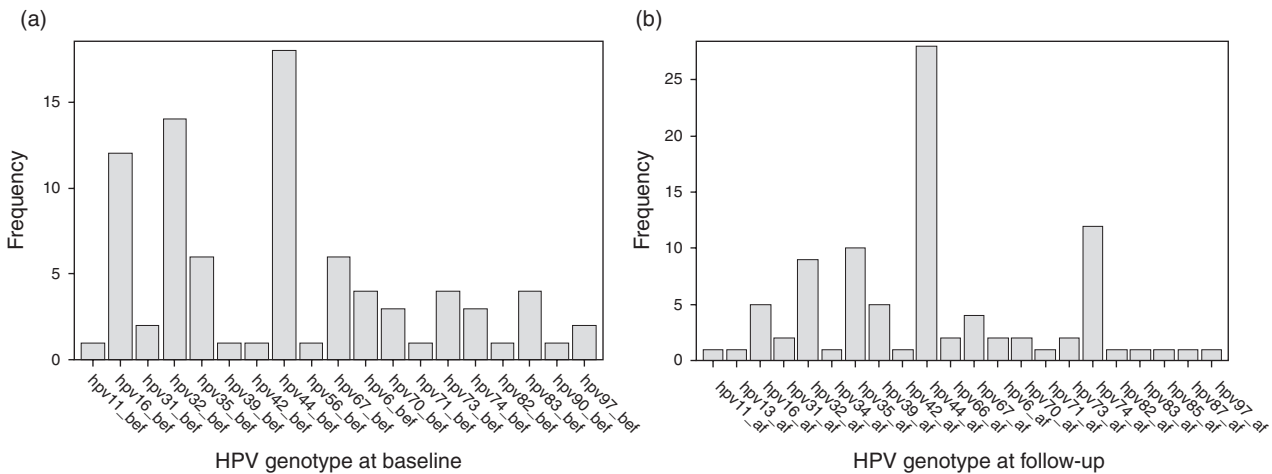 (a)
Frequency
15
10
5
0
hpv11_bef
hpv16_bef
hpv31_bef
hpv32_bef
hpv35_bef
hpv39_bef
hpv42_bef
hpv44_bef
hpv56_bef
hpv67_bef
hpv6_bef
hpv70_bef
hpv71_bef
hpv73_bef
hpv74_bef
hpv82_bef
hpv83_bef
hpv90_bef
hpv97_bef
HPV genotype at baseline
(b)
Frequency
25
20
15
10
5
0
hpv11_af
hpv13_af
hpv16_af
hpv31_af
hpv32_af
hpv34_af
hpv35_af
hpv39_af
hpv42_af
hpv44_af
hpv66_af
hpv67_af
hpv6_af
hpv70_af
hpv71_af
hpv73_af
hpv74_af
hpv82_af
hpv83_af
hpv85_af
hpv87_af
hpv97_af
HPV genotype at follow-up